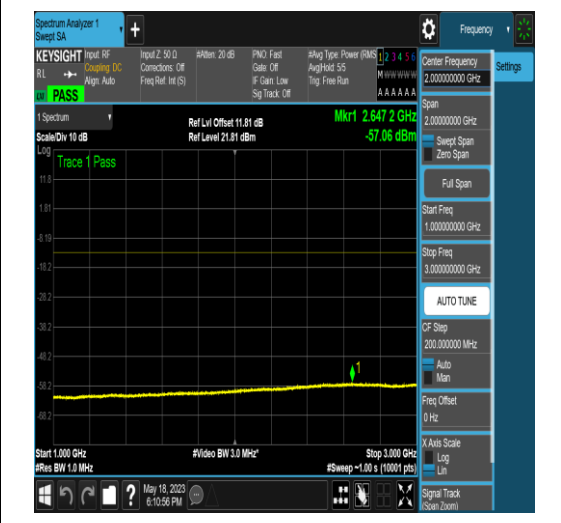 Spectrum Analyzer 1
Swept SA
+
Frequency
KEYSIGHT
RL
Input: RF
Coupling: DC
Align: Auto
Input Z: 50 Ω
Corrections: Off
Freq Ref: Int (S)
#Atten: 20 dB
PNO: Fast
Gate: Off
IF Gain: Low
Sig Track: Off
#Avg Type: Power (RMS
Avg|Hold: 5/5
Trig: Free Run
1 2 3 4 5 6
M W W W W W
A A A A A A
PASS
1 Spectrum
Scale/Div 10 dB
Ref Lvl Offset 11.81 dB
Ref Level 21.81 dBm
Mkr1 2.647 2 GHz
-57.06 dBm
Log
Trace 1 Pass
11.8
1.81
-8.19
-18.2
-28.2
-38.2
-48.2
-58.2
-68.2
1
Start 1.000 GHz
#Res BW 1.0 MHz
#Video BW 3.0 MHz*
Stop 3.000 GHz
#Sweep ~1.00 s (10001 pts)
?
May 18, 2023
6:10:56 PM
Center Frequency
2.000000000 GHz
Span
2.00000000 GHz
Swept Span
Zero Span
Full Span
Start Freq
1.000000000 GHz
Stop Freq
3.000000000 GHz
AUTO TUNE
CF Step
200.000000 MHz
Auto
Man
Freq Offset
0 Hz
X Axis Scale
Log
Lin
Signal Track
(Span Zoom)
Settings